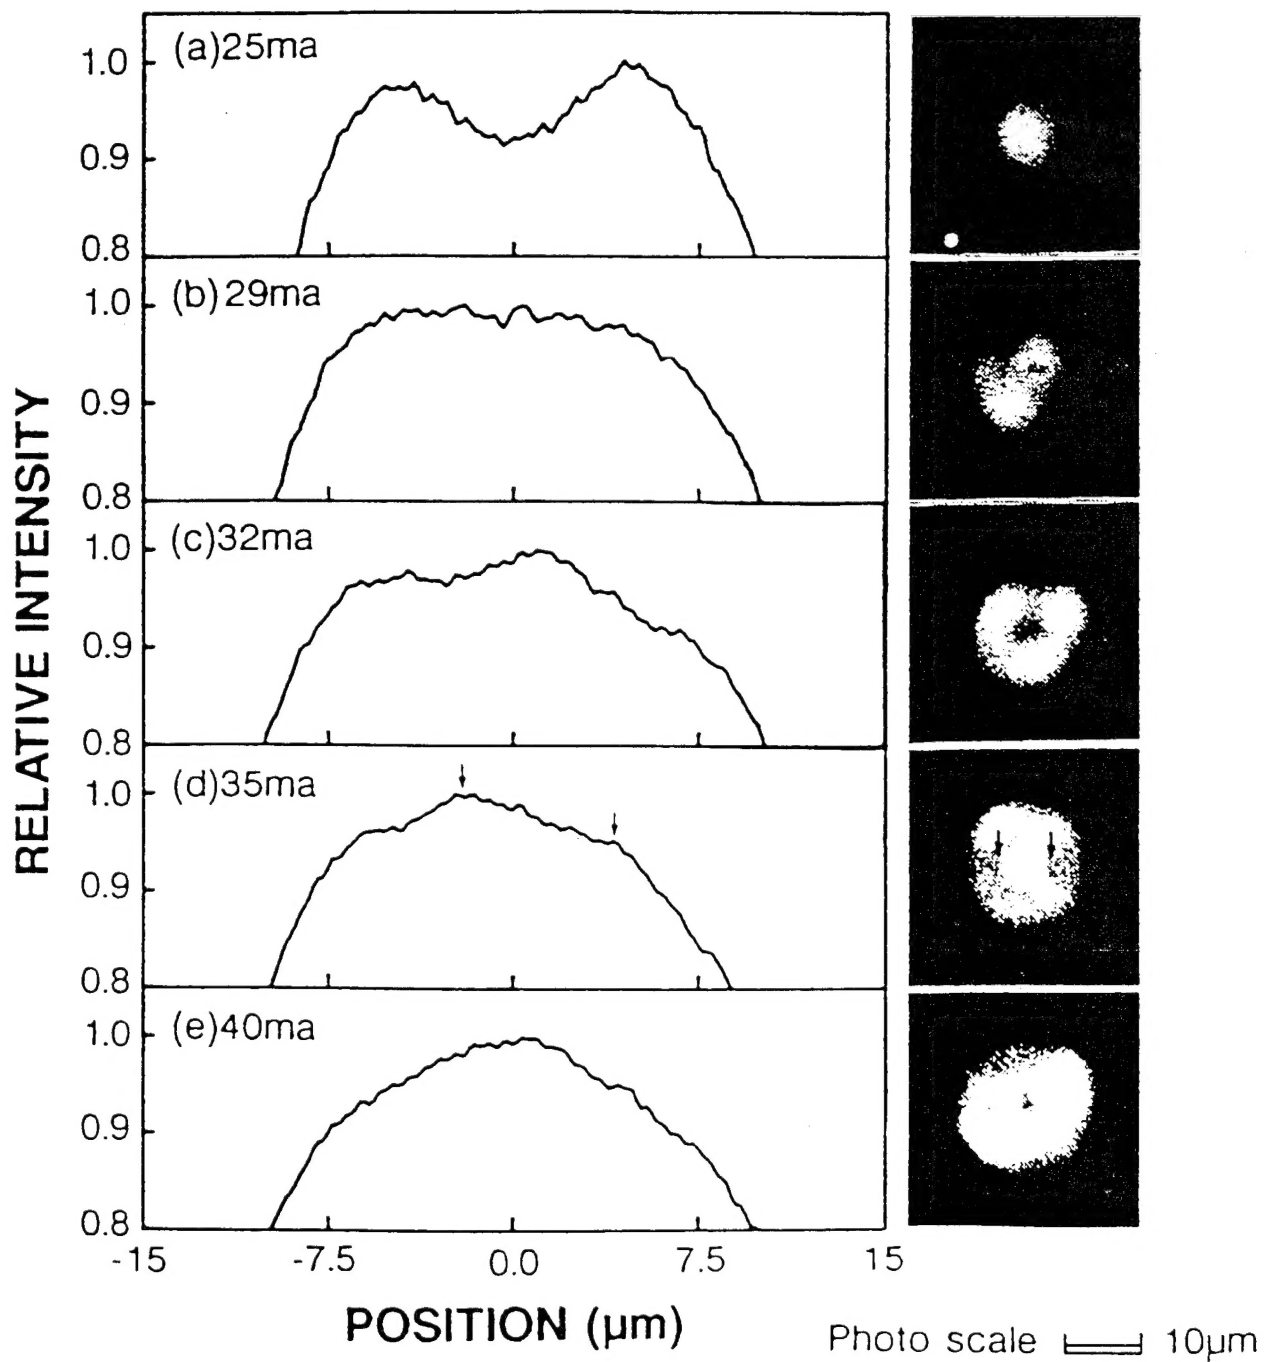 (a)25ma
1.0
0.9
0.8
(b)29ma
1.0
0.9
0.8
(c)32ma
1.0
0.9
0.8
(d)35ma
1.0
0.9
0.8
(e)40ma
1.0
0.9
0.8
-15 -7.5 0.0 7.5 15
RELATIVE INTENSITY
POSITION (μm)
Photo scale 10μm